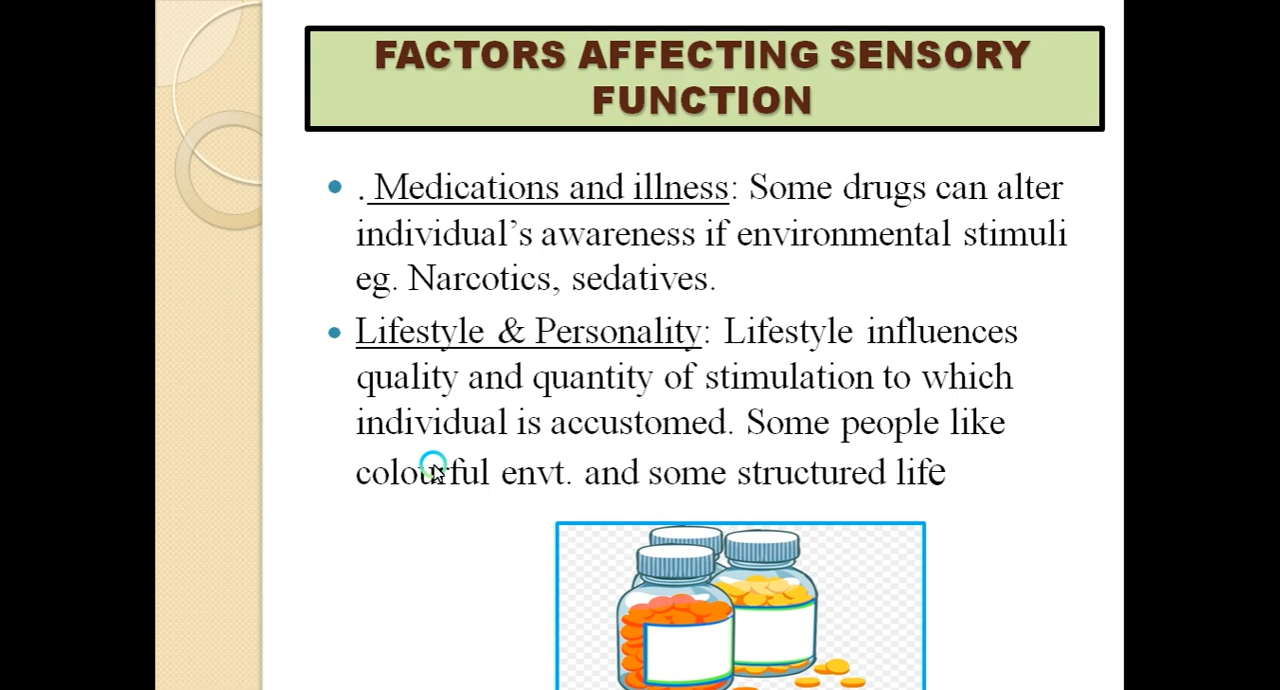 FACTORS AFFECTING SENSORY
FUNCTION
. Medications and illness: Some drugs can alter
individual’s awareness if environmental stimuli
eg. Narcotics, sedatives.
Lifestyle & Personality: Lifestyle influences
quality and quantity of stimulation to which
individual is accustomed. Some people like
colourful envt. and some structured life